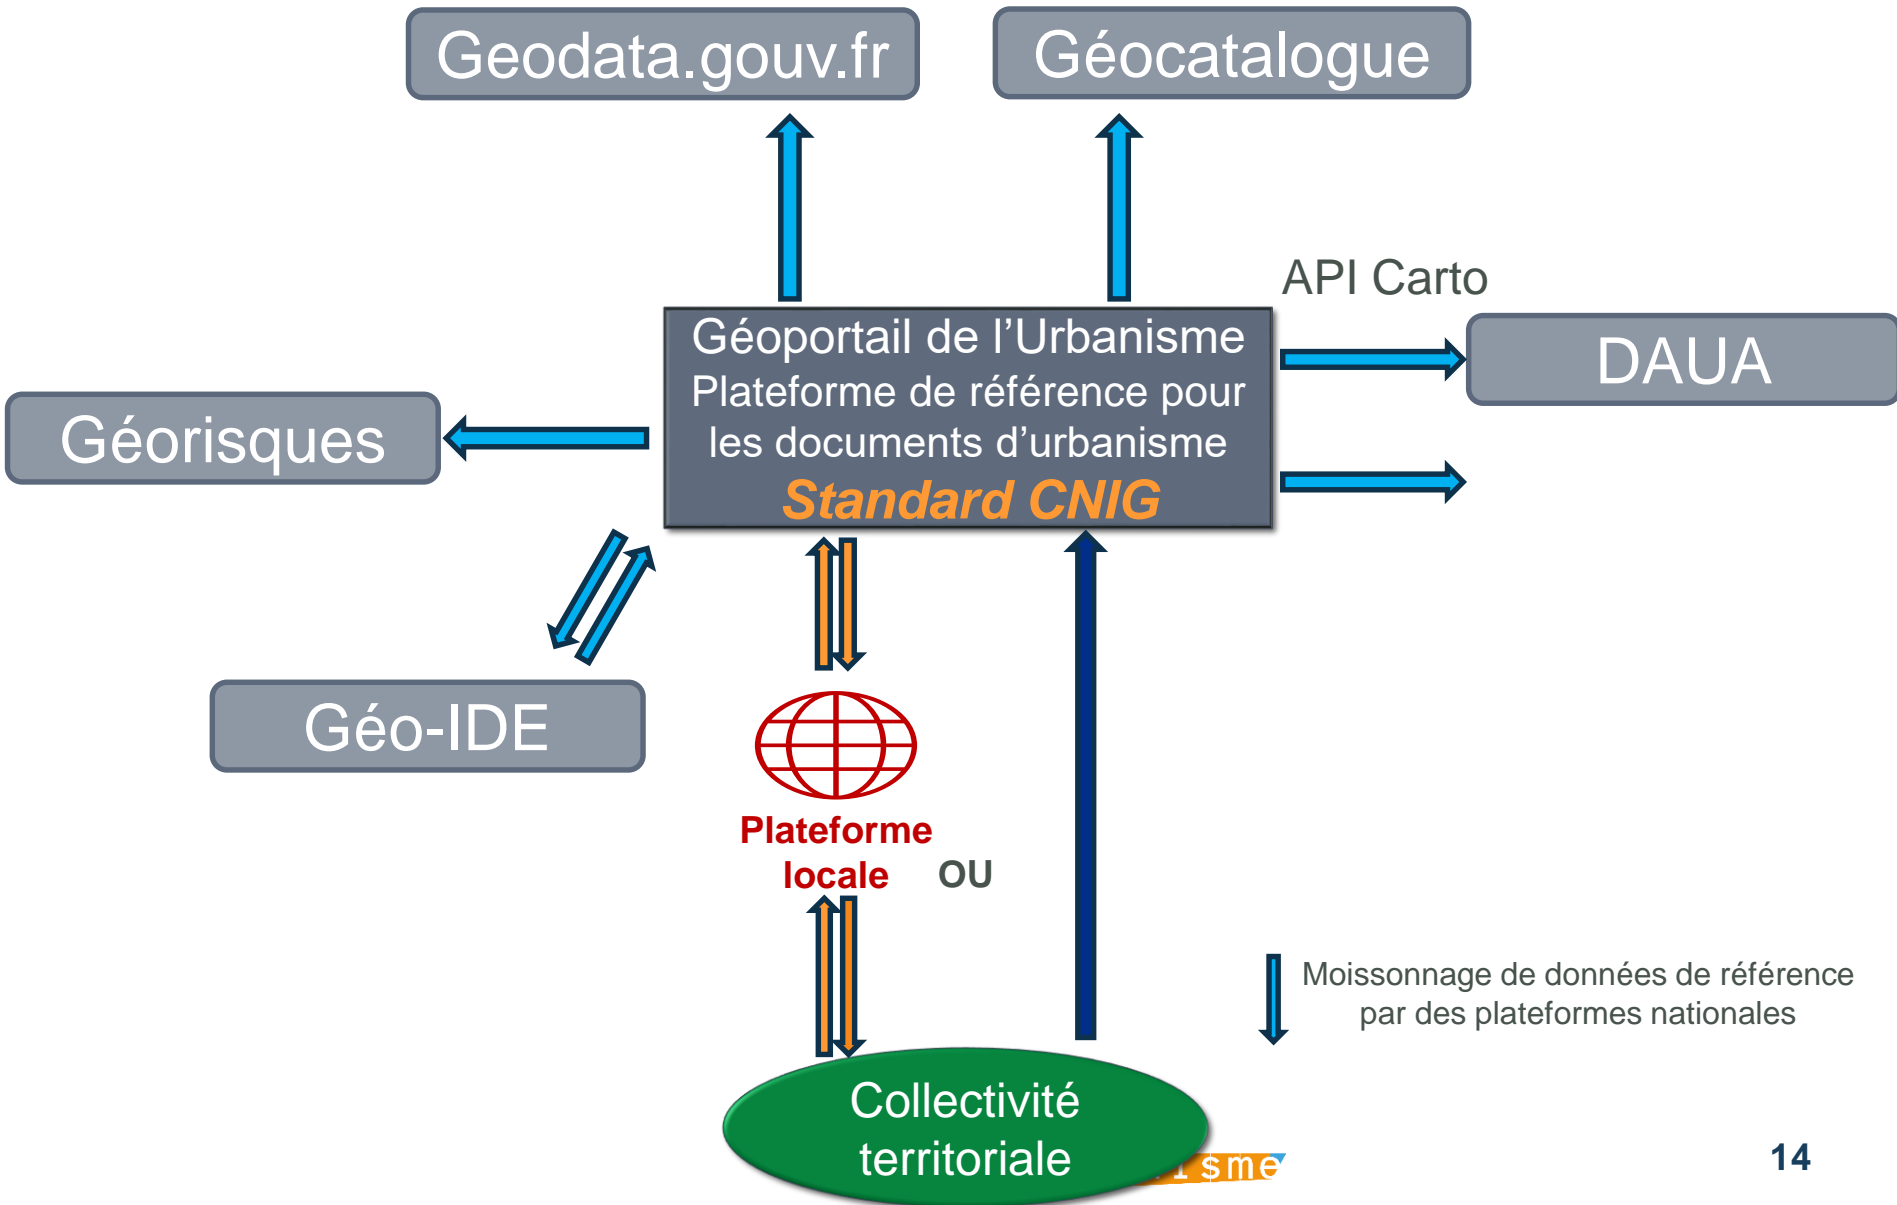 Geodata.gouv.fr
Géocatalogue
API Carto
Géoportail de l’Urbanisme
Plateforme de référence pour
les documents d’urbanisme
Standard CNIG
DAUA
Géorisques
Géo-IDE
Plateforme
locale
OU
Moissonnage de données de référence
par des plateformes nationales
Collectivité
territoriale
isme
14